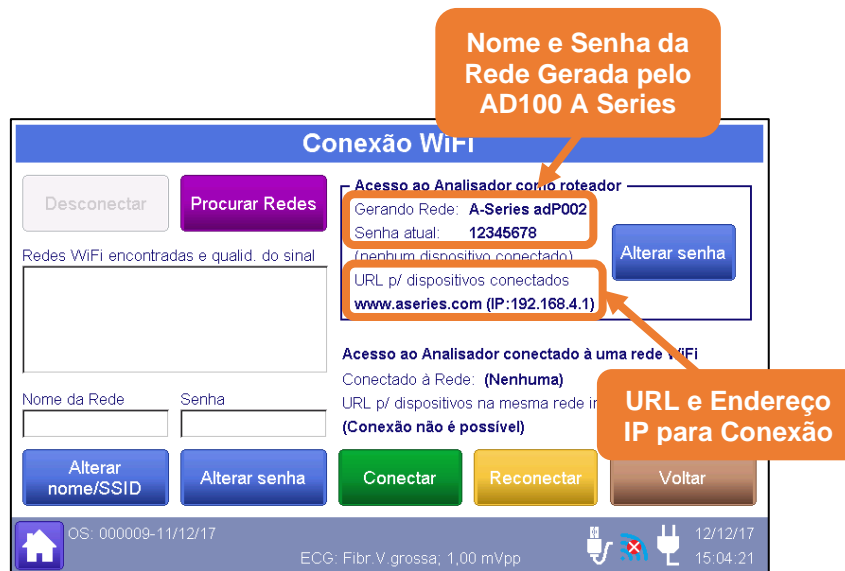 Nome e Senha da
Rede Gerada pelo
AD100 A Series
Conexão WiFi
Desconectar
Procurar Redes
Acesso ao Analisador como roteador
Gerando Rede: A-Series adP002
Senha atual: 12345678
(nenhum dispositivo conectado)
URL p/ dispositivos conectados
www.aseries.com (IP:192.168.4.1)
Alterar senha
Redes WiFi encontradas e qualid. do sinal
Acesso ao Analisador conectado à uma rede WiFi
Conectado à Rede: (Nenhuma)
URL p/ dispositivos na mesma rede
(Conexão não é possível)
URL e Endereço
IP para Conexão
Nome da Rede
Senha
Alterar
nome/SSID
Alterar senha
Conectar
Reconectar
Voltar
OS: 000009-11/12/17
ECG: Fibr.V.grossa; 1,00 mVpp
12/12/17
15:04:21